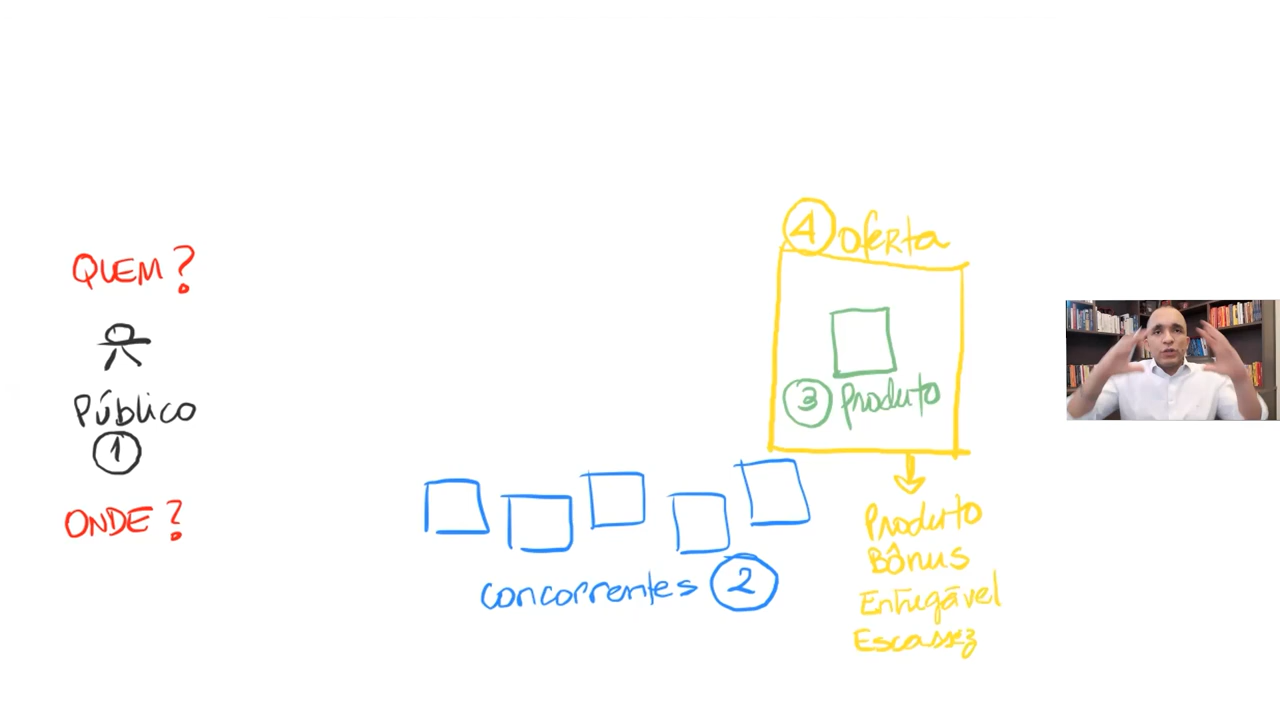 QUEM?
Público
1
ONDE?
concorrentes 2
4 oferta
3 Produto
Produto
Bônus
Entregável
Escassez